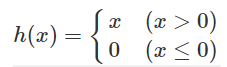 h(x) = { x (x > 0)
0 (x ≤ 0)